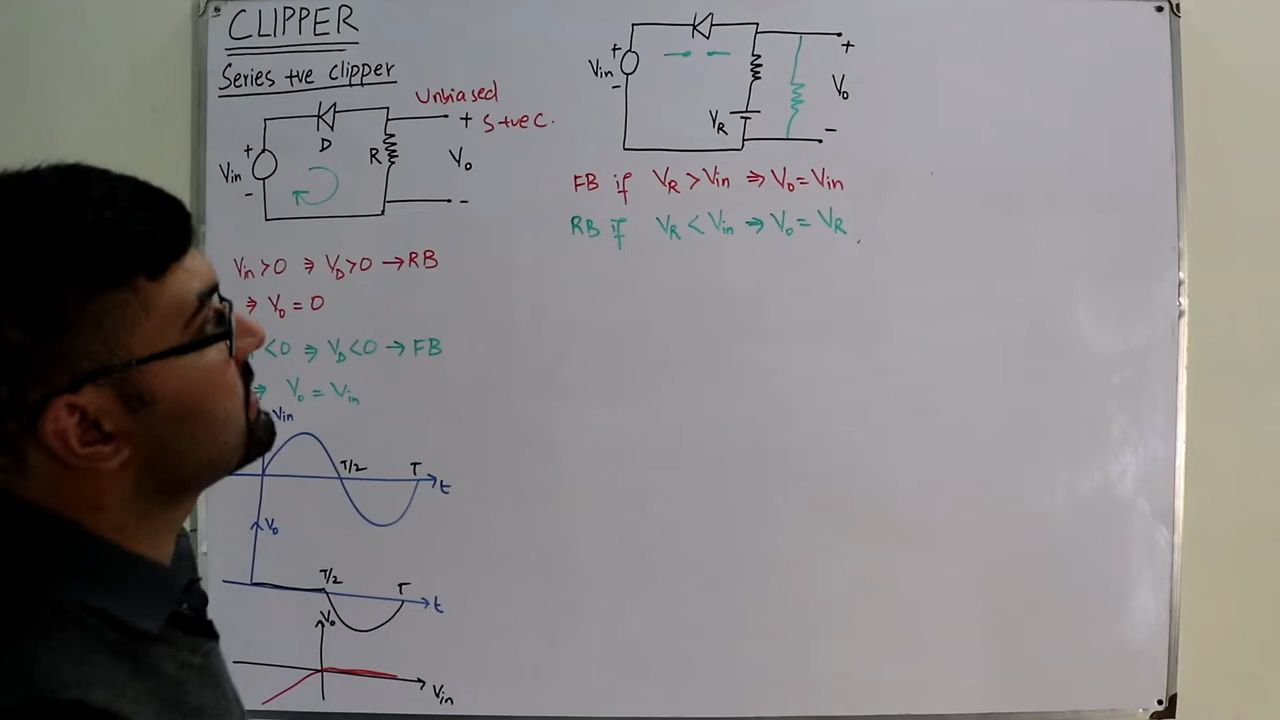 CLIPPER
Series +ve clipper
Unbiased
S +ve C.
D
R
Vin
+
-
+
Vo
-
Vin > 0 ⇒ VD > 0 → RB
⇒ Vo = 0
< 0 ⇒ VD < 0 → FB
Vo = Vin
Vin
T/2
T
t
Vo
T/2
T
t
Vo
Vin
Vin
+
-
VR
+
Vo
-
FB if VR > Vin ⇒ Vo = Vin
RB if VR < Vin ⇒ Vo = VR